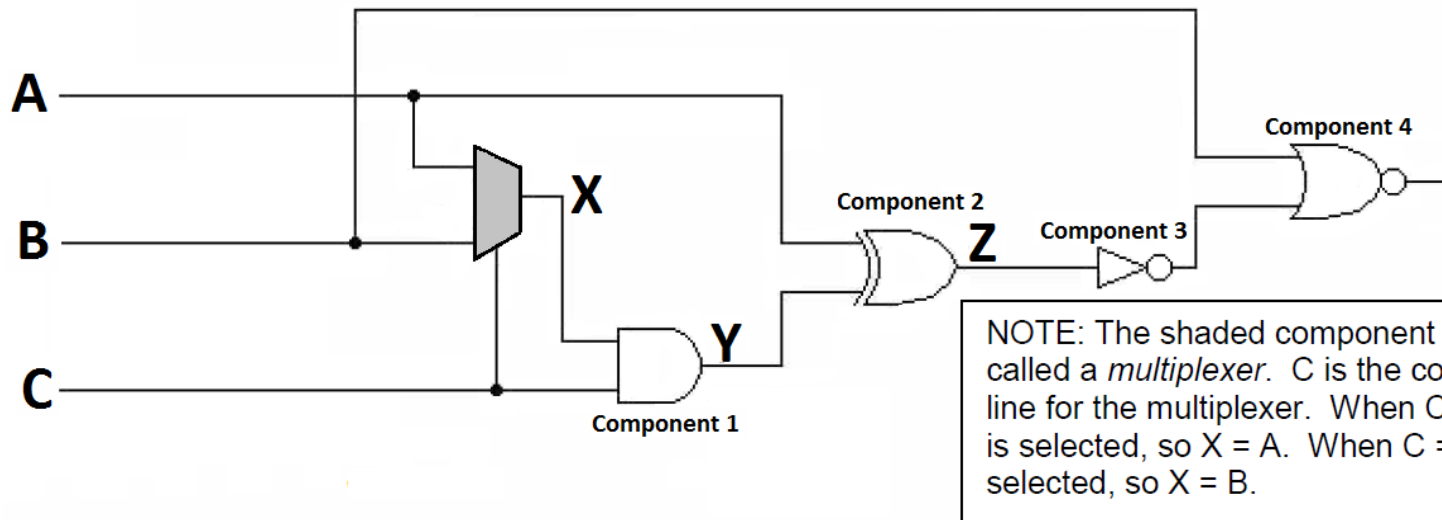 A
B
C
X
Y
Z
Component 1
Component 2
Component 3
Component 4
NOTE: The shaded component
called a multiplexer. C is the
line for the multiplexer. When C
is selected, so X = A. When C =
selected, so X = B.